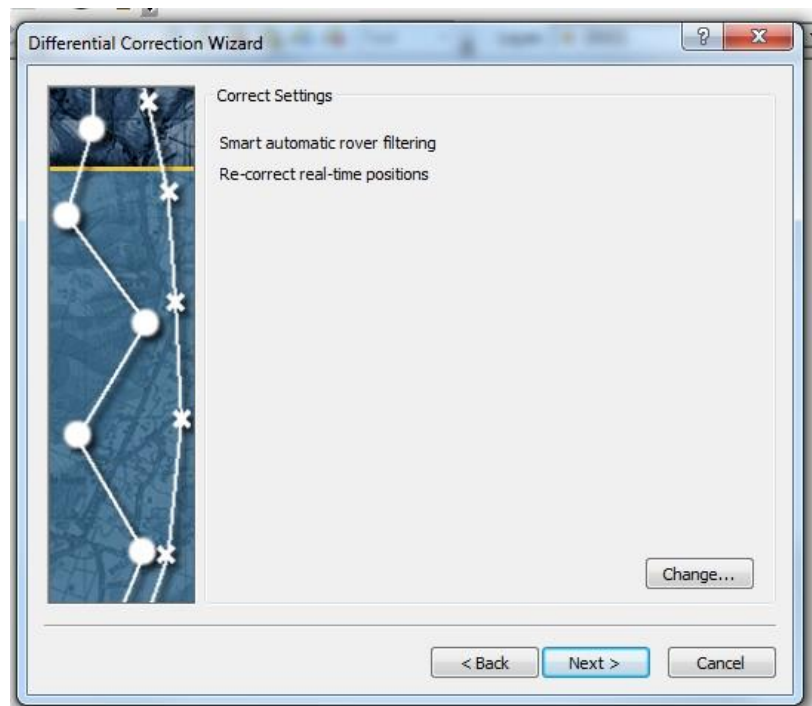 Differential Correction Wizard
Correct Settings
Smart automatic rover filtering
Re-correct real-time positions
Change...
< Back Next > Cancel